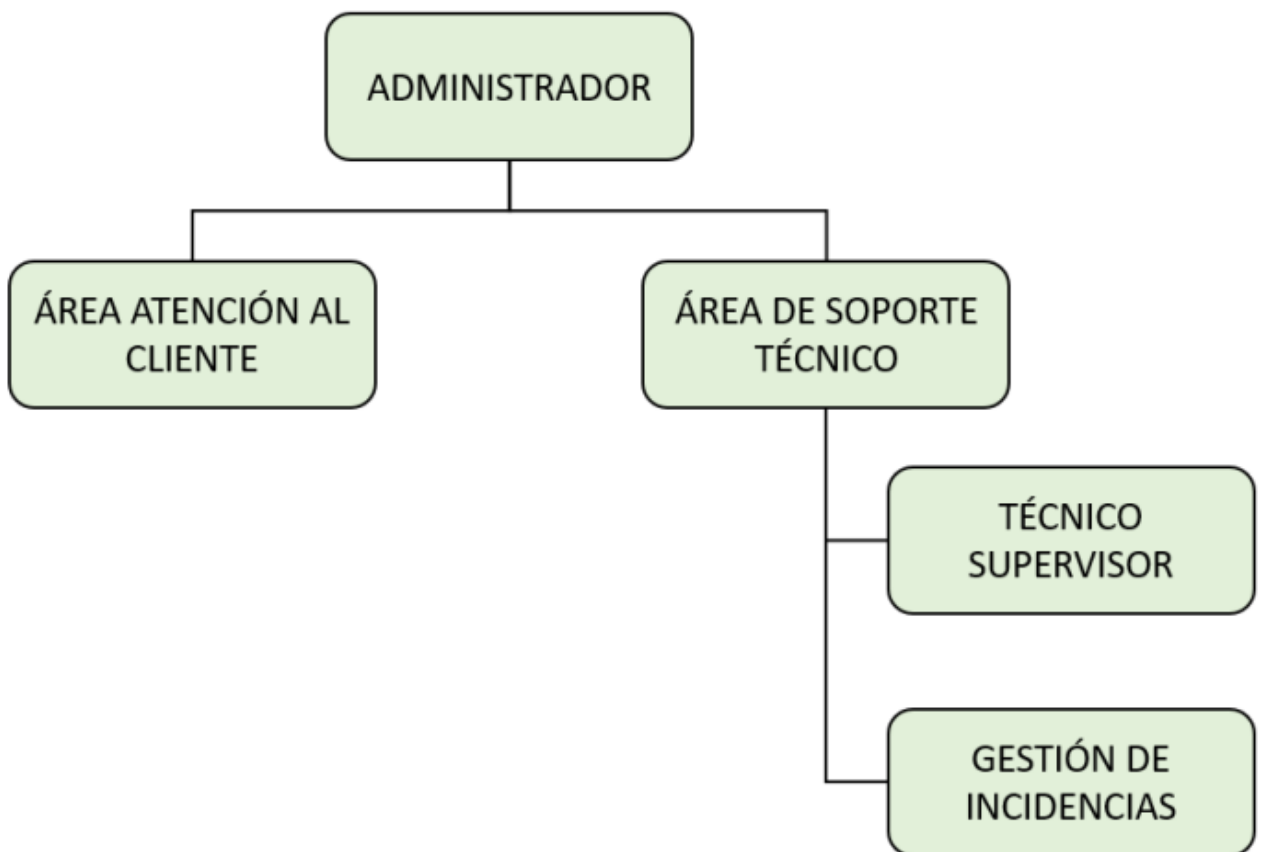 ADMINISTRADOR
ÁREA ATENCIÓN AL
CLIENTE
ÁREA DE SOPORTE
TÉCNICO
TÉCNICO
SUPERVISOR
GESTIÓN DE
INCIDENCIAS